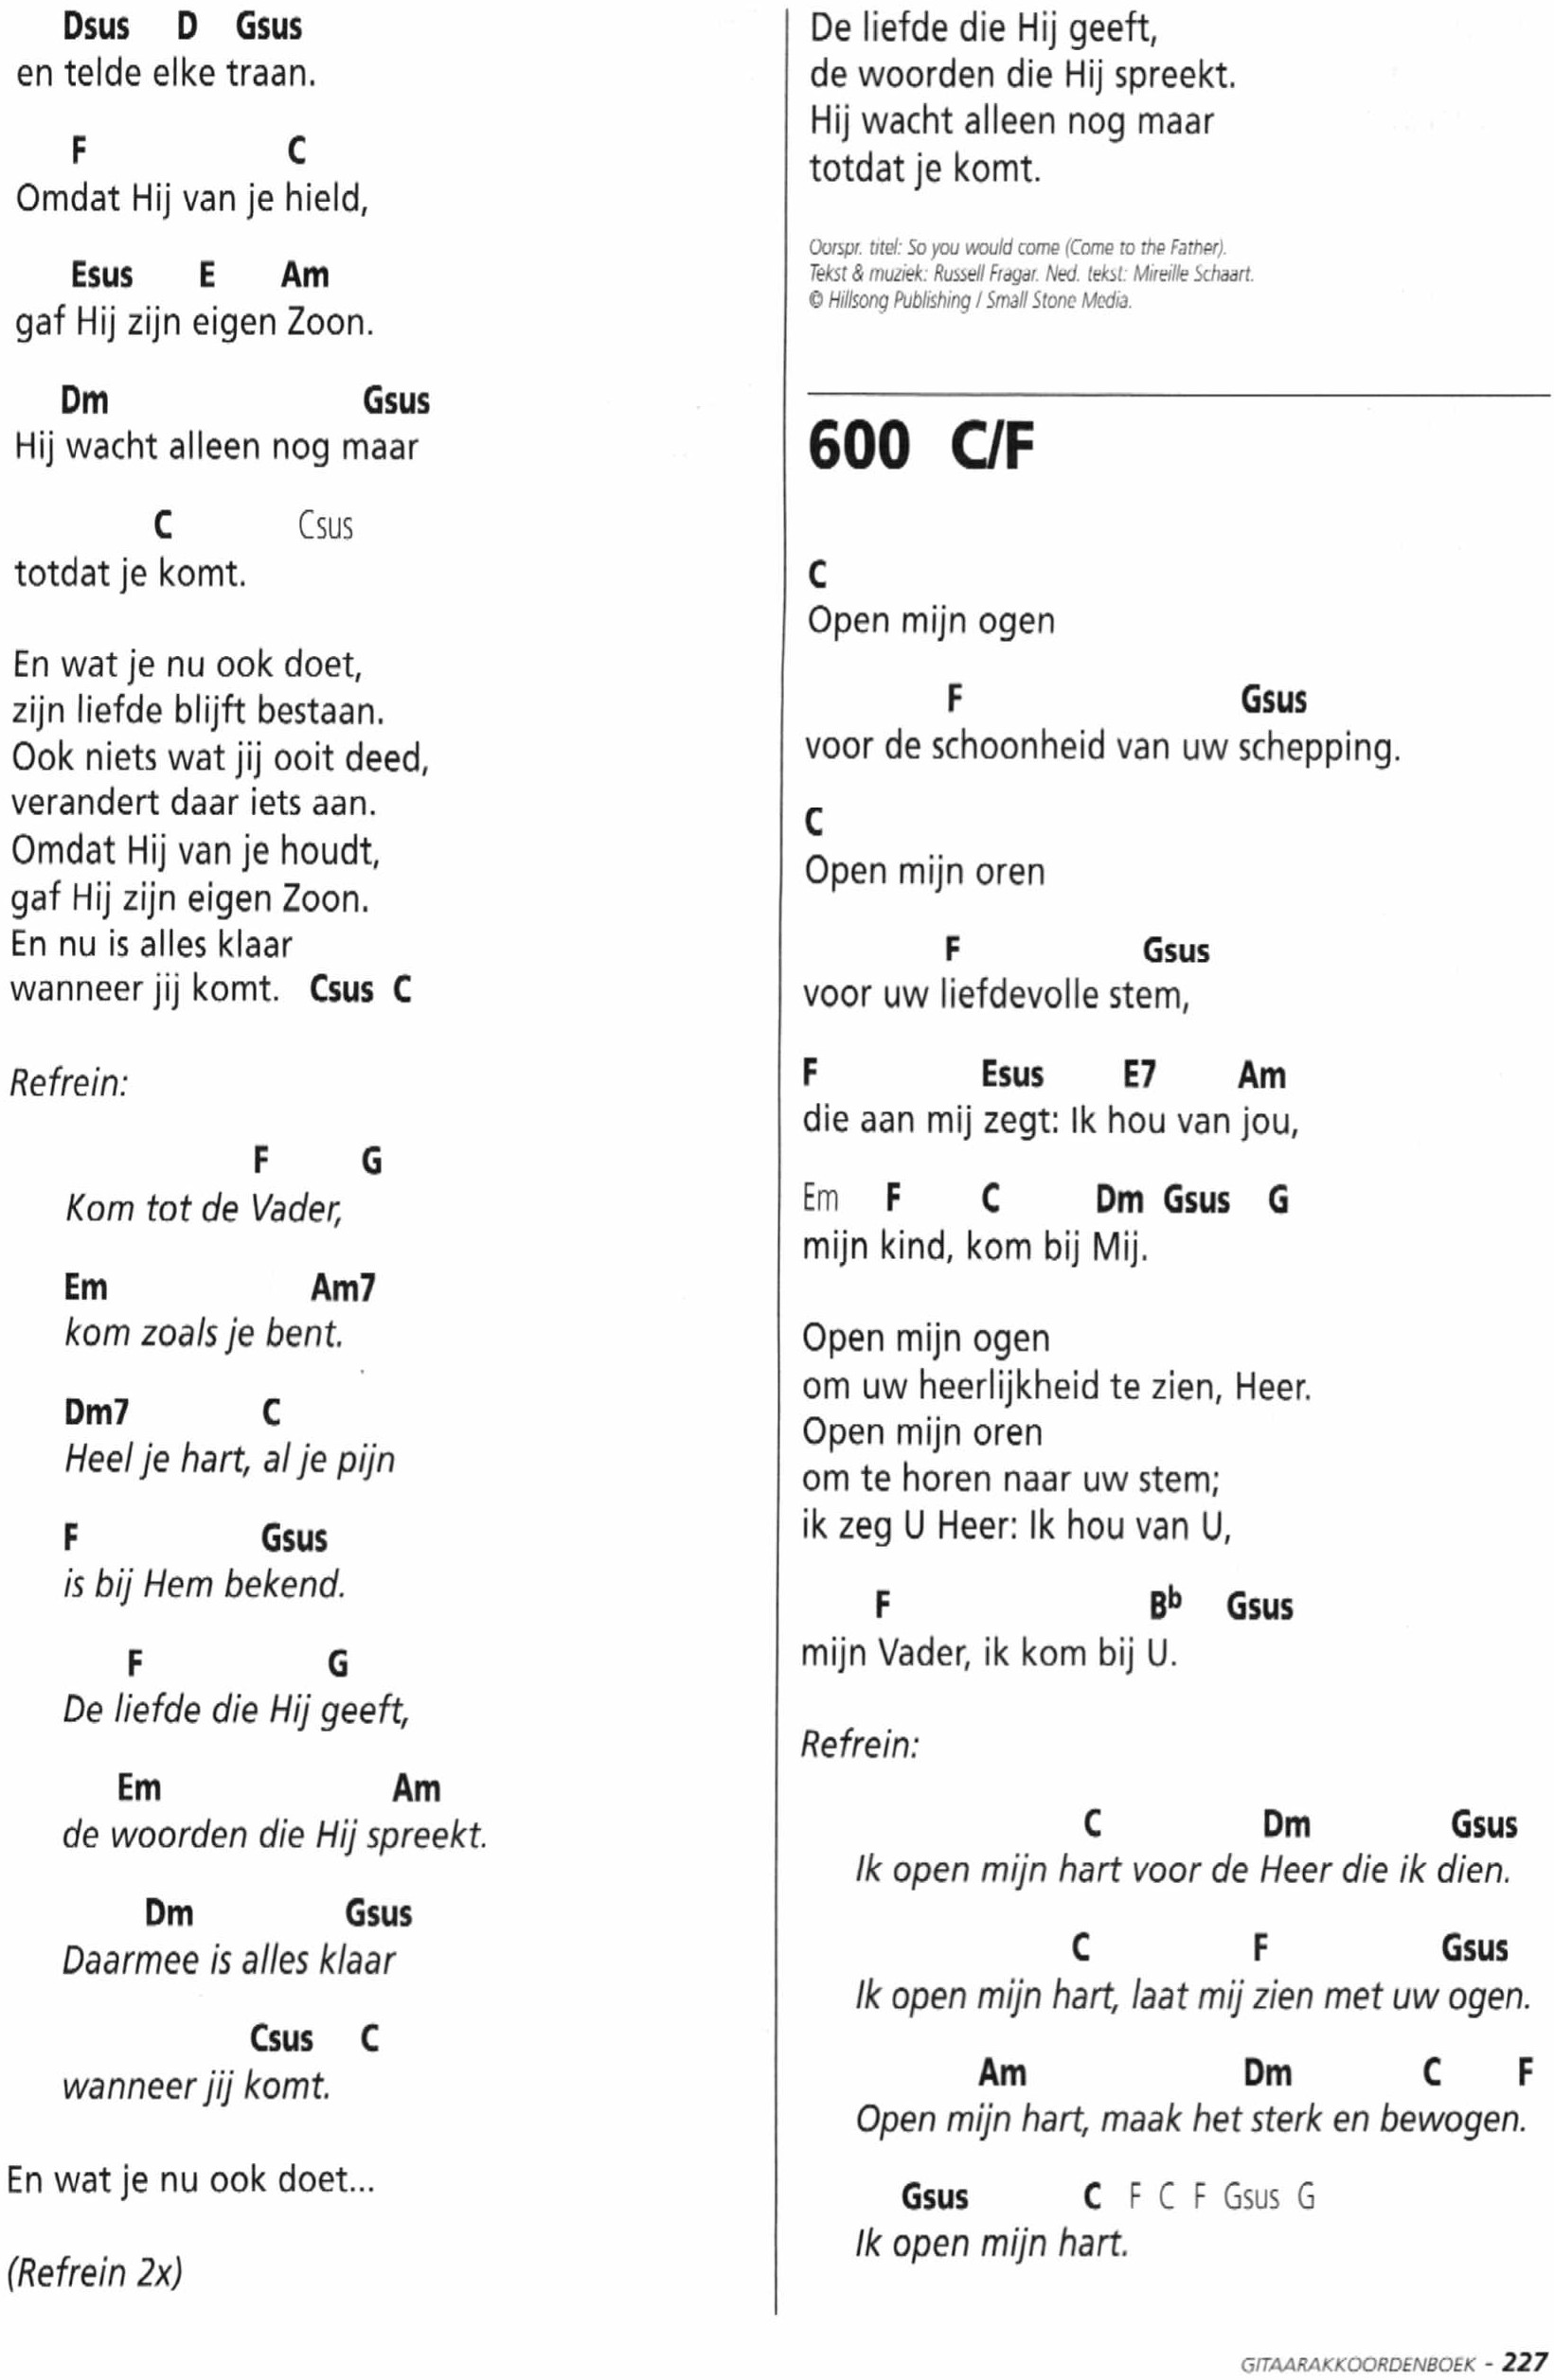 Dsus D Gsus
en telde elke traan.
F C
Omdat Hij van je hield,
Esus E Am
gaf Hij zijn eigen Zoon.
Dm Gsus
Hij wacht alleen nog maar
C Csus
totdat je komt.
En wat je nu ook doet,
zijn liefde blijft bestaan.
Ook niets wat jij ooit deed,
verandert daar iets aan.
Omdat Hij van je houdt,
gaf Hij zijn eigen Zoon.
En nu is alles klaar
wanneer jij komt. Csus C
Refrein:
F G
Kom tot de Vader,
Em Am7
kom zoals je bent.
Dm7 C
Heel je hart, al je pijn
F Gsus
is bij Hem bekend.
F G
De liefde die Hij geeft,
Em Am
de woorden die Hij spreekt.
Dm Gsus
Daarmee is alles klaar
Csus C
wanneer jij komt.
En wat je nu ook doet...
(Refrein 2x)
De liefde die Hij geeft,
de woorden die Hij spreekt.
Hij wacht alleen nog maar
totdat je komt.
Oorspr. titel: So you would come (Come to the Father).
Tekst & muziek: Russell Fragar. Ned. tekst: Mireille Schaart.
© Hillsong Publishing / Small Stone Media.
600 C/F
C
Open mijn ogen
F Gsus
voor de schoonheid van uw schepping.
C
Open mijn oren
F Gsus
voor uw liefdevolle stem,
F Esus E7 Am
die aan mij zegt: Ik hou van jou,
Em F C Dm Gsus G
mijn kind, kom bij Mij.
Open mijn ogen
om uw heerlijkheid te zien, Heer.
Open mijn oren
om te horen naar uw stem;
ik zeg U Heer: Ik hou van U,
F Bb Gsus
mijn Vader, ik kom bij U.
Refrein:
C Dm Gsus
Ik open mijn hart voor de Heer die ik dien.
C F Gsus
Ik open mijn hart, laat mij zien met uw ogen.
Am Dm C F
Open mijn hart, maak het sterk en bewogen.
Gsus C F C F Gsus G
Ik open mijn hart.
GITAARAKKOORDENBOEK - 227